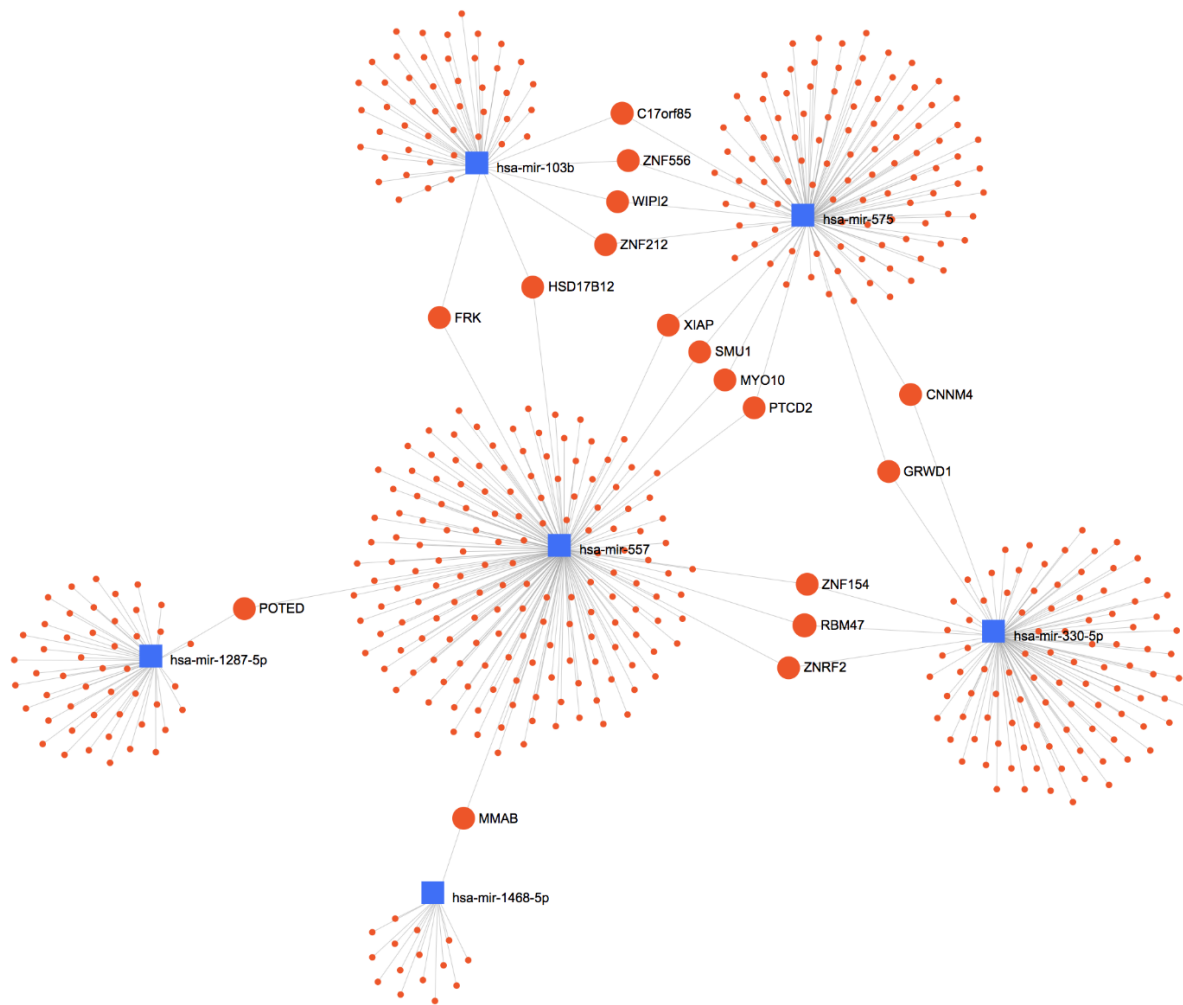 C17orf85
ZNF556
hsa-mir-103b
WIPI2
hsa-mir-575
ZNF212
HSD17B12
FRK
XIAP
SMU1
MYO10
CNNM4
PTCD2
GRWD1
hsa-mir-557
ZNF154
POTED
RBM47
hsa-mir-330-5p
hsa-mir-1287-5p
ZNRF2
MMAB
hsa-mir-1468-5p